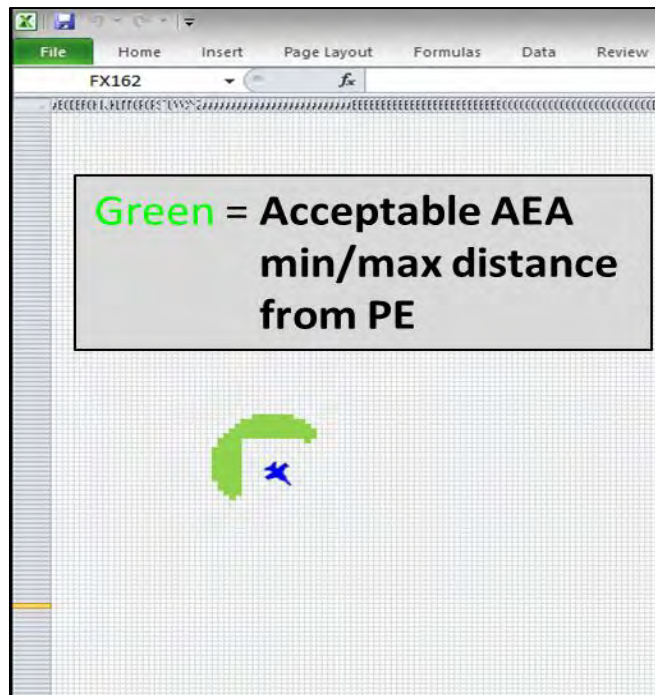 File Home Insert Page Layout Formulas Data Review
FX162 fx
Green = Acceptable AEA
min/max distance
from PE